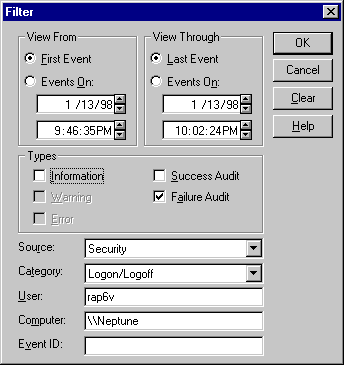 Filter
View From
View Through
First Event
Last Event
Events On:
Events On:
1 /13/98
1 /13/98
9:46:35PM
10:02:24PM
OK
Cancel
Clear
Help
Types
Information
Success Audit
Warning
Failure Audit
Error
Source:
Security
Category:
Logon/Logoff
User:
rap6v
Computer:
\\Neptune
Event ID: